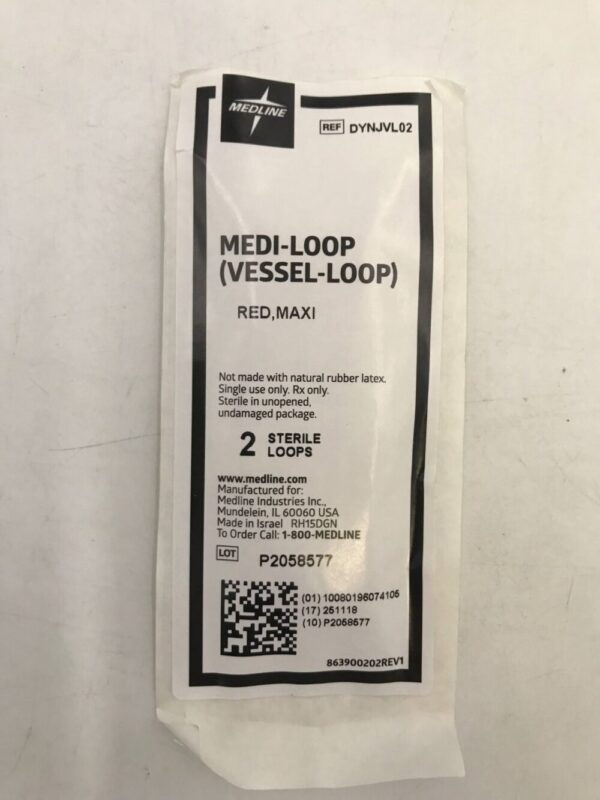 MEDLINE
REF DYNJVL02
MEDI-LOOP
(VESSEL-LOOP)
RED,MAXI
Not made with natural rubber latex.
Single use only. Rx only.
Sterile in unopened,
undamaged package.
2 STERILE
LOOPS
www.medline.com
Manufactured for:
Medline Industries Inc.,
Mundelein, IL 60060 USA
Made in Israel RH15DGN
To Order Call: 1-800-MEDLINE
LOT P2058577
(01) 10080196074105
(17) 251118
(10) P2058577
863900202REV1